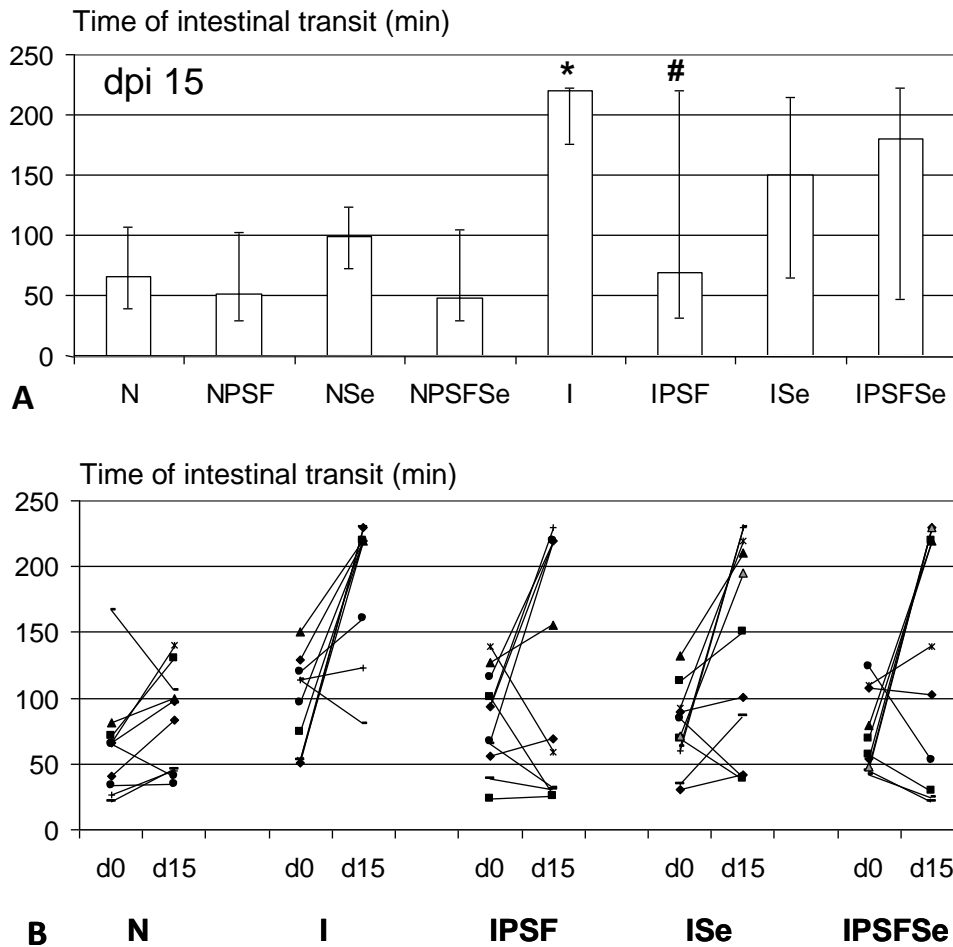 Time of intestinal transit (min)
250
dpi 15
*
#
200
150
100
50
0
A
N NPSF NSe NPSFSe I IPSF ISe IPSFSe
Time of intestinal transit (min)
250
200
150
100
50
0
d0 d15 d0 d15 d0 d15 d0 d15 d0 d15
B
N I IPSF ISe IPSFSe